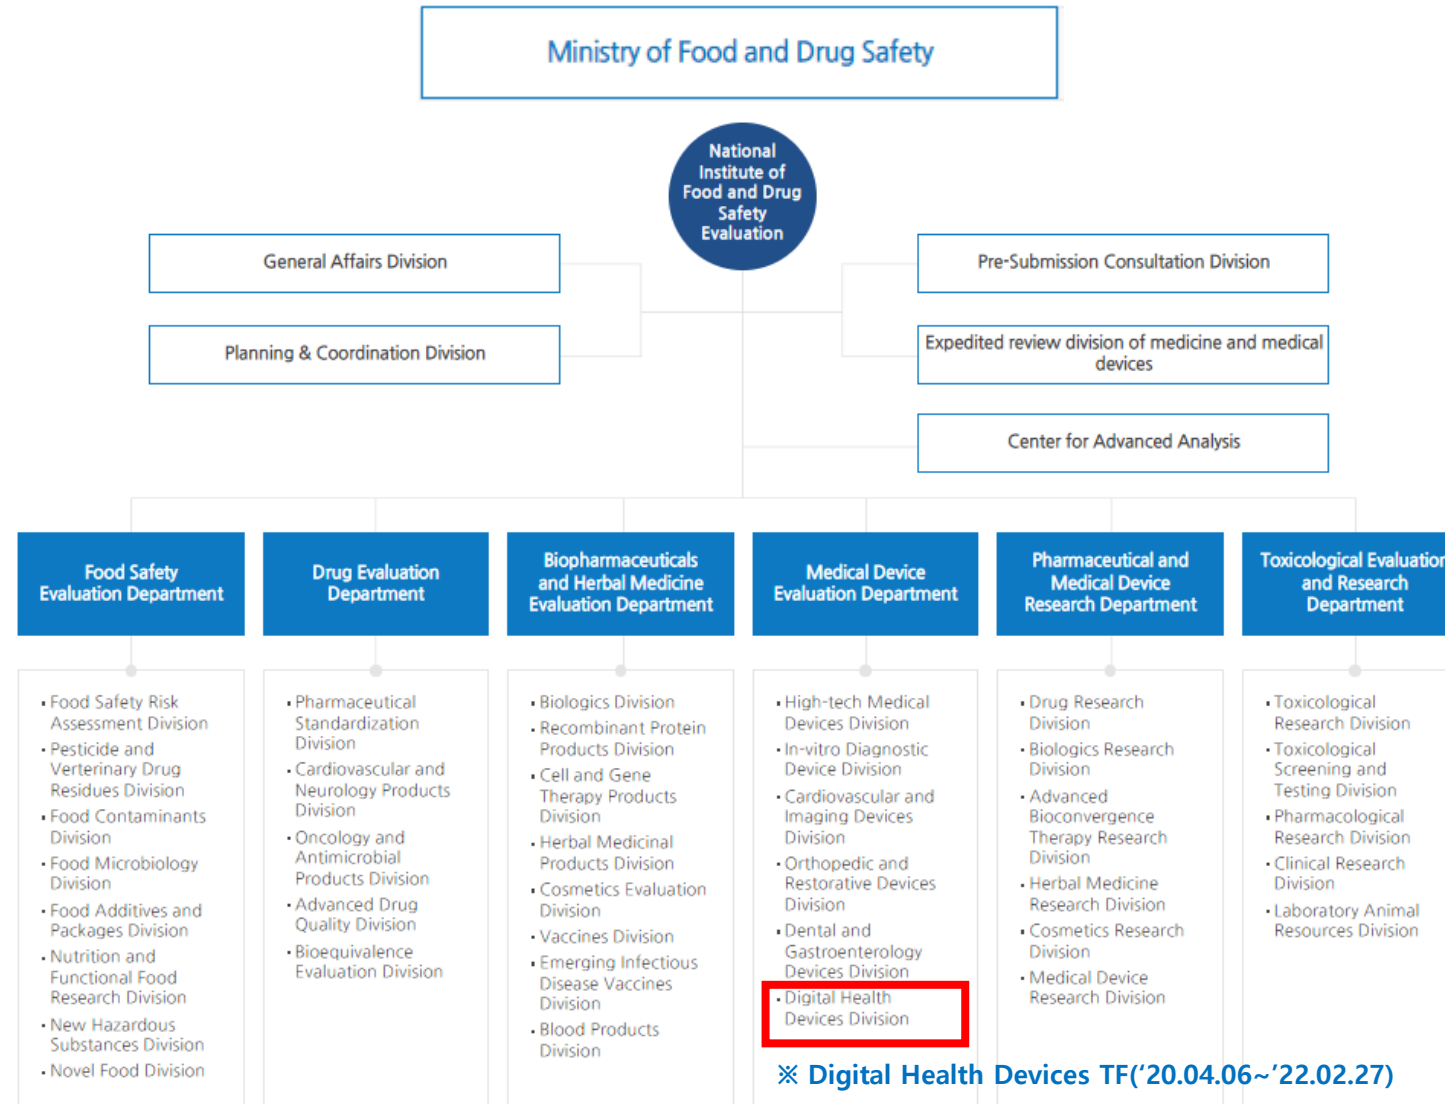 Ministry of Food and Drug Safety
National
Institute of
Food and Drug
Safety
Evaluation
General Affairs Division
Pre-Submission Consultation Division
Planning & Coordination Division
Expedited review division of medicine and medical
devices
Center for Advanced Analysis
Food Safety
Evaluation Department
▪ Food Safety Risk
Assessment Division
▪ Pesticide and
Verterinary Drug
Residues Division
▪ Food Contaminants
Division
▪ Food Microbiology
Division
▪ Food Additives and
Packages Division
▪ Nutrition and
Functional Food
Research Division
▪ New Hazardous
Substances Division
▪ Novel Food Division
Drug Evaluation
Department
▪ Pharmaceutical
Standardization
Division
▪ Cardiovascular and
Neurology Products
Division
▪ Oncology and
Antimicrobial
Products Division
▪ Advanced Drug
Quality Division
▪ Bioequivalence
Evaluation Division
Biopharmaceuticals
and Herbal Medicine
Evaluation Department
▪ Biologics Division
▪ Recombinant Protein
Products Division
▪ Cell and Gene
Therapy Products
Division
▪ Herbal Medicinal
Products Division
▪ Cosmetics Evaluation
Division
▪ Vaccines Division
▪ Emerging Infectious
Disease Vaccines
Division
▪ Blood Products
Division
Medical Device
Evaluation Department
▪ High-tech Medical
Devices Division
▪ In-vitro Diagnostic
Device Division
▪ Cardiovascular and
Imaging Devices
Division
▪ Orthopedic and
Restorative Devices
Division
▪ Dental and
Gastroenterology
Devices Division
▪ Digital Health
Devices Division
Pharmaceutical and
Medical Device
Research Department
▪ Drug Research
Division
▪ Biologics Research
Division
▪ Advanced
Bioconvergence
Therapy Research
Division
▪ Herbal Medicine
Research Division
▪ Cosmetics Research
Division
▪ Medical Device
Research Division
Toxicological Evaluation
and Research
Department
▪ Toxicological
Research Division
▪ Toxicological
Screening and
Testing Division
▪ Pharmacological
Research Division
▪ Clinical Research
Division
▪ Laboratory Animal
Resources Division
※ Digital Health Devices TF(‘20.04.06~’22.02.27)